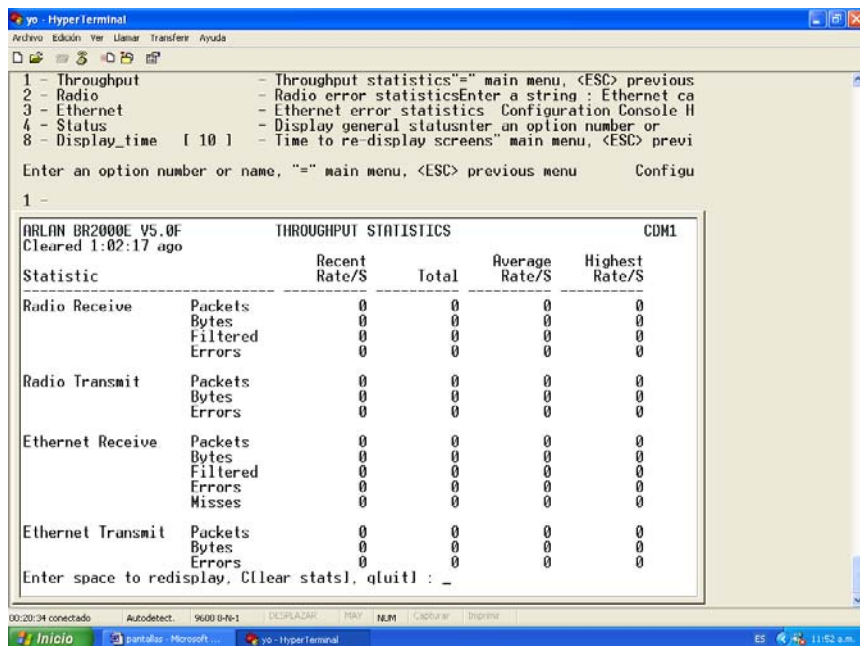 yo - HyperTerminal
Archivo Edición Ver Llamar Transferir Ayuda
1 - Throughput - Throughput statistics"=" main menu, <ESC> previous
2 - Radio - Radio error statisticsEnter a string : Ethernet ca
3 - Ethernet - Ethernet error statistics Configuration Console H
4 - Status - Display general statusnter an option number or
8 - Display_time [ 10 ] - Time to re-display screens" main menu, <ESC> previ
Enter an option number or name, "=" main menu, <ESC> previous menu Configu
1 -
ARLAN BR2000E V5.0F THROUGHPUT STATISTICS CDM1
Cleared 1:02:17 ago
Recent Average Highest
Statistic Rate/S Total Rate/S Rate/S
Radio Receive Packets 0 0 0 0
Bytes 0 0 0 0
Filtered 0 0 0 0
Errors 0 0 0 0
Radio Transmit Packets 0 0 0 0
Bytes 0 0 0 0
Errors 0 0 0 0
Ethernet Receive Packets 0 0 0 0
Bytes 0 0 0 0
Filtered 0 0 0 0
Errors 0 0 0 0
Misses 0 0 0 0
Ethernet Transmit Packets 0 0 0 0
Bytes 0 0 0 0
Errors 0 0 0 0
Enter space to redisplay, C[lear stats], q[uit] : _
00:20:34 conectado Autodetect. 9600 8-N-1 DESPLAZAR MAY NUM Capturar Imprimir
Inicio pantallas - Microsoft ... yo - HyperTerminal ES 11:52 a.m.